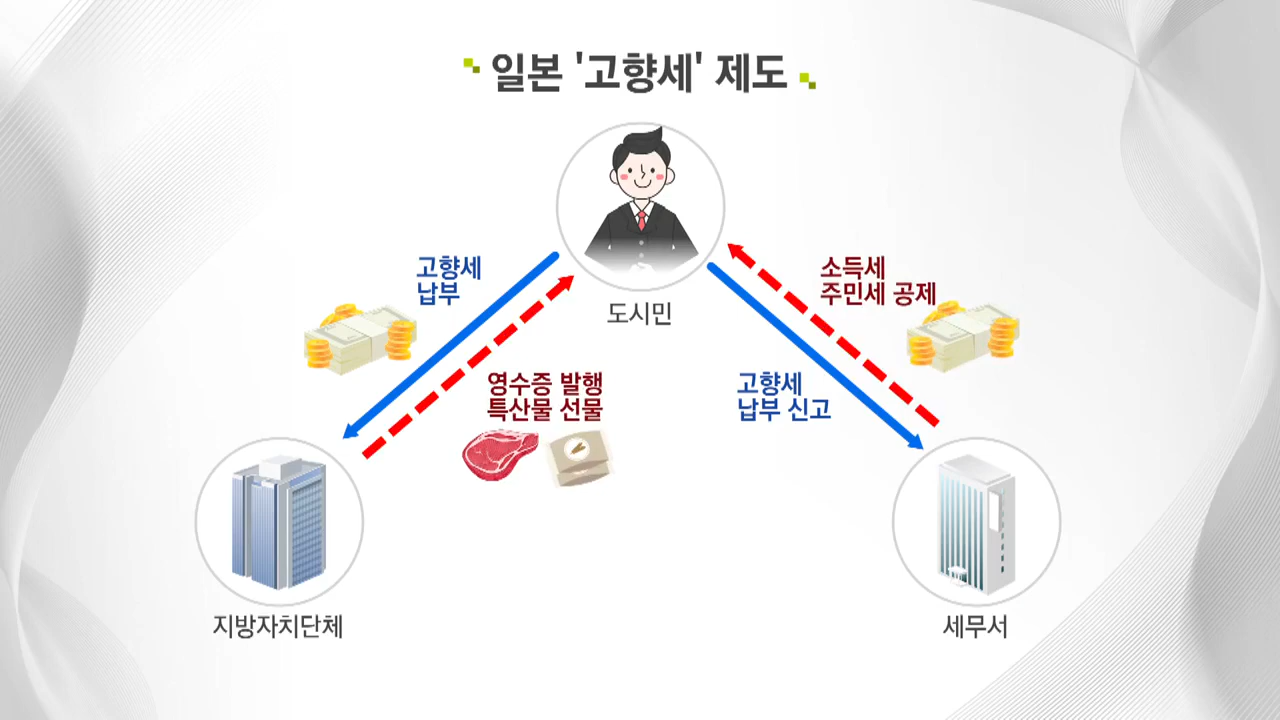 일본 '고향세' 제도
고향세
납부
소득세
주민세 공제
도시민
영수증 발행
특산물 선물
고향세
납부 신고
지방자치단체
세무서